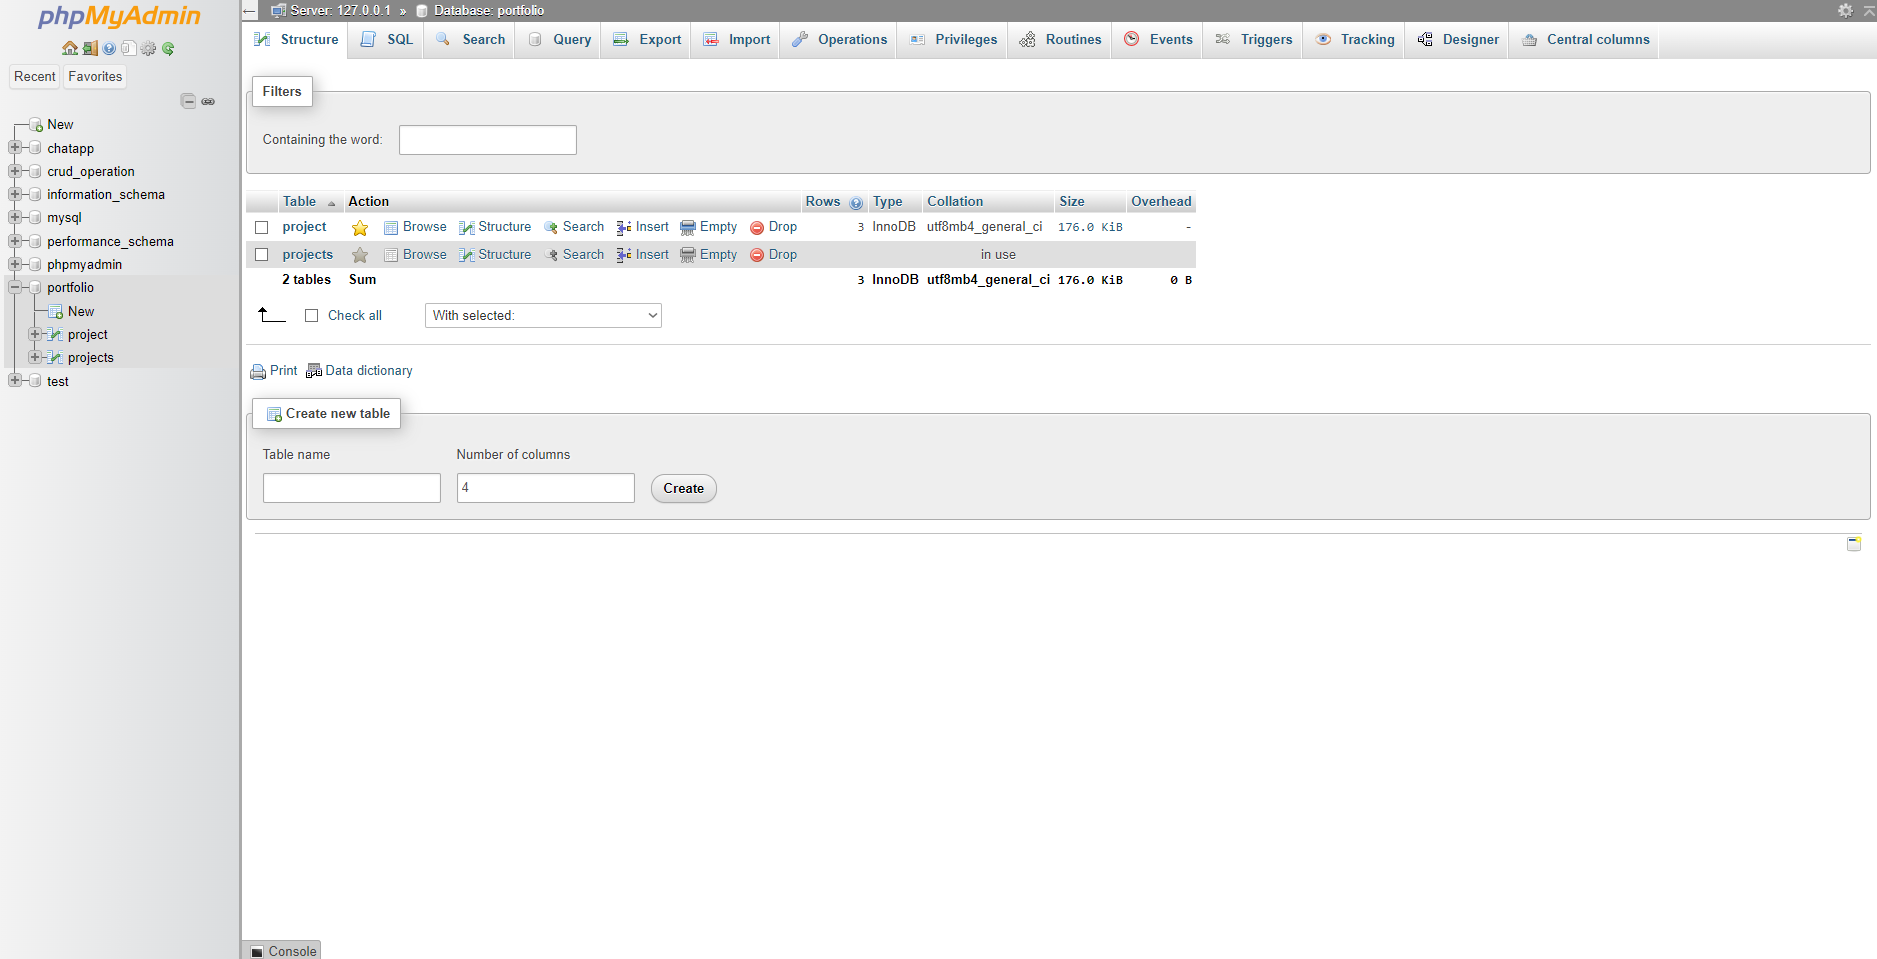 phpMyAdmin
Recent Favorites
New
chatapp
crud_operation
information_schema
mysql
performance_schema
phpmyadmin
portfolio
New
project
projects
test
Server: 127.0.0.1 » Database: portfolio
Structure SQL Search Query Export Import Operations Privileges Routines Events Triggers Tracking Designer Central columns
Filters
Containing the word:
Table Action Rows Type Collation Size Overhead
project Browse Structure Search Insert Empty Drop 3 InnoDB utf8mb4_general_ci 176.0 KiB -
projects Browse Structure Search Insert Empty Drop in use
2 tables Sum 3 InnoDB utf8mb4_general_ci 176.0 KiB 0 B
Check all With selected:
Print Data dictionary
Create new table
Table name Number of columns
4 Create
Console